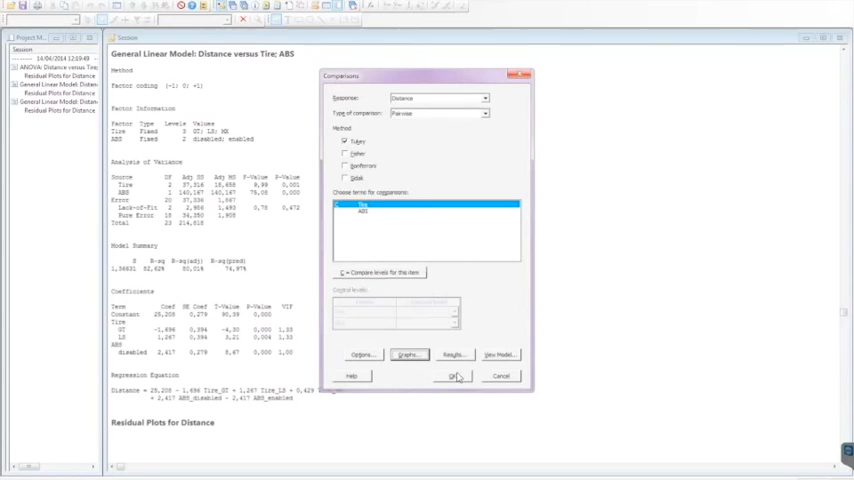 Project M...
Session
Session
14/04/2014 12:19:49
ANOVA: Distance versus Tire;
Residual Plots for Distance
General Linear Model: Distanc
Residual Plots for Distance
General Linear Model: Distanc
Residual Plots for Distance
General Linear Model: Distance versus Tire; ABS
Method
Factor coding (-1; 0; +1)
Factor Information
Factor Type Levels Values
Tire Fixed 3 GT; LS; MX
ABS Fixed 2 disabled; enabled
Analysis of Variance
Source DF Adj SS Adj MS F-Value P-Value
Tire 2 37,316 18,658 9,99 0,001
ABS 1 140,167 140,167 75,08 0,000
Error 20 37,336 1,867
Lack-of-Fit 2 2,986 1,493 0,78 0,472
Pure Error 18 34,350 1,908
Total 23 214,818
Model Summary
S R-sq R-sq(adj) R-sq(pred)
1,36631 82,62% 80,01% 74,97%
Coefficients
Term Coef SE Coef T-Value P-Value VIF
Constant 25,208 0,279 90,39 0,000
Tire
GT -1,696 0,394 -4,30 0,000 1,33
LS 1,267 0,394 3,21 0,004 1,33
ABS
disabled 2,417 0,279 8,67 0,000 1,00
Regression Equation
Distance = 25,208 - 1,696 Tire_GT + 1,267 Tire_LS + 0,429
+ 2,417 ABS_disabled - 2,417 ABS_enabled
Residual Plots for Distance
Comparisons
Response: Distance
Type of comparison: Pairwise
Method
Tukey
Fisher
Bonferroni
Sidak
Choose terms for comparisons:
C Tire
ABS
C = Compare levels for this item
Options... Graphs... Results... View Model...
Help Cancel